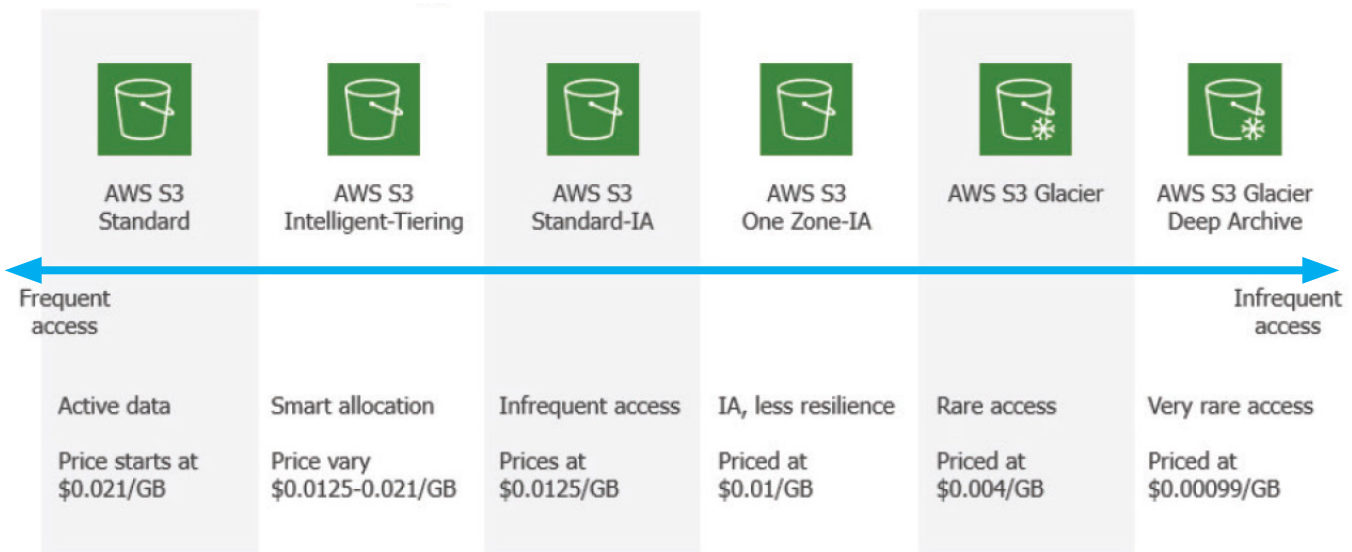 AWS S3
Standard
AWS S3
Intelligent-Tiering
AWS S3
Standard-IA
AWS S3
One Zone-IA
AWS S3 Glacier
AWS S3 Glacier
Deep Archive
Frequent
access
Infrequent
access
Active data
Price starts at
$0.021/GB
Smart allocation
Price vary
$0.0125-0.021/GB
Infrequent access
Prices at
$0.0125/GB
IA, less resilience
Priced at
$0.01/GB
Rare access
Priced at
$0.004/GB
Very rare access
Priced at
$0.00099/GB